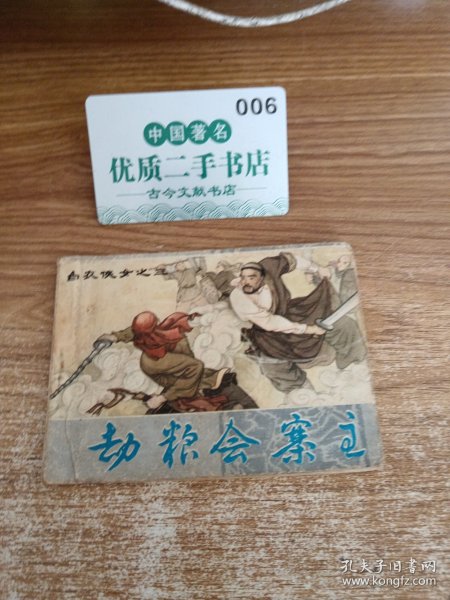 006
中国著名
优质二手书店
古今文献书店
白衣侠女之三
劫粮会寨主
孔夫子旧书网
www.kongfz.com